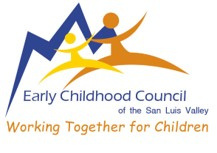 Early Childhood Council
of the San Luis Valley
Working Together for Children